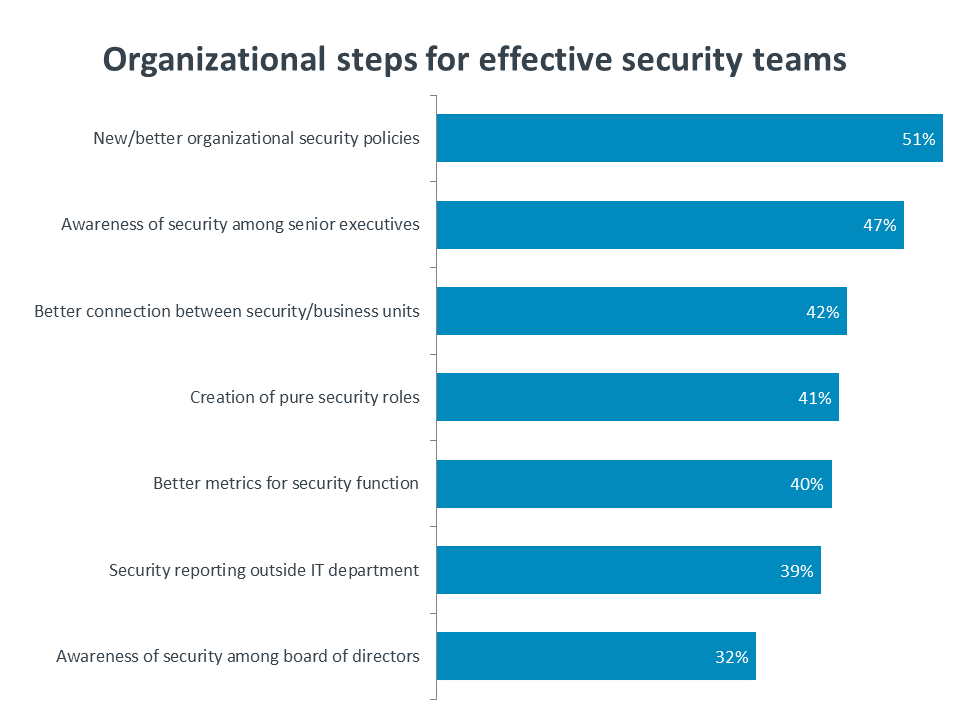 Organizational steps for effective security teams
New/better organizational security policies
51%
Awareness of security among senior executives
47%
Better connection between security/business units
42%
Creation of pure security roles
41%
Better metrics for security function
40%
Security reporting outside IT department
39%
Awareness of security among board of directors
32%